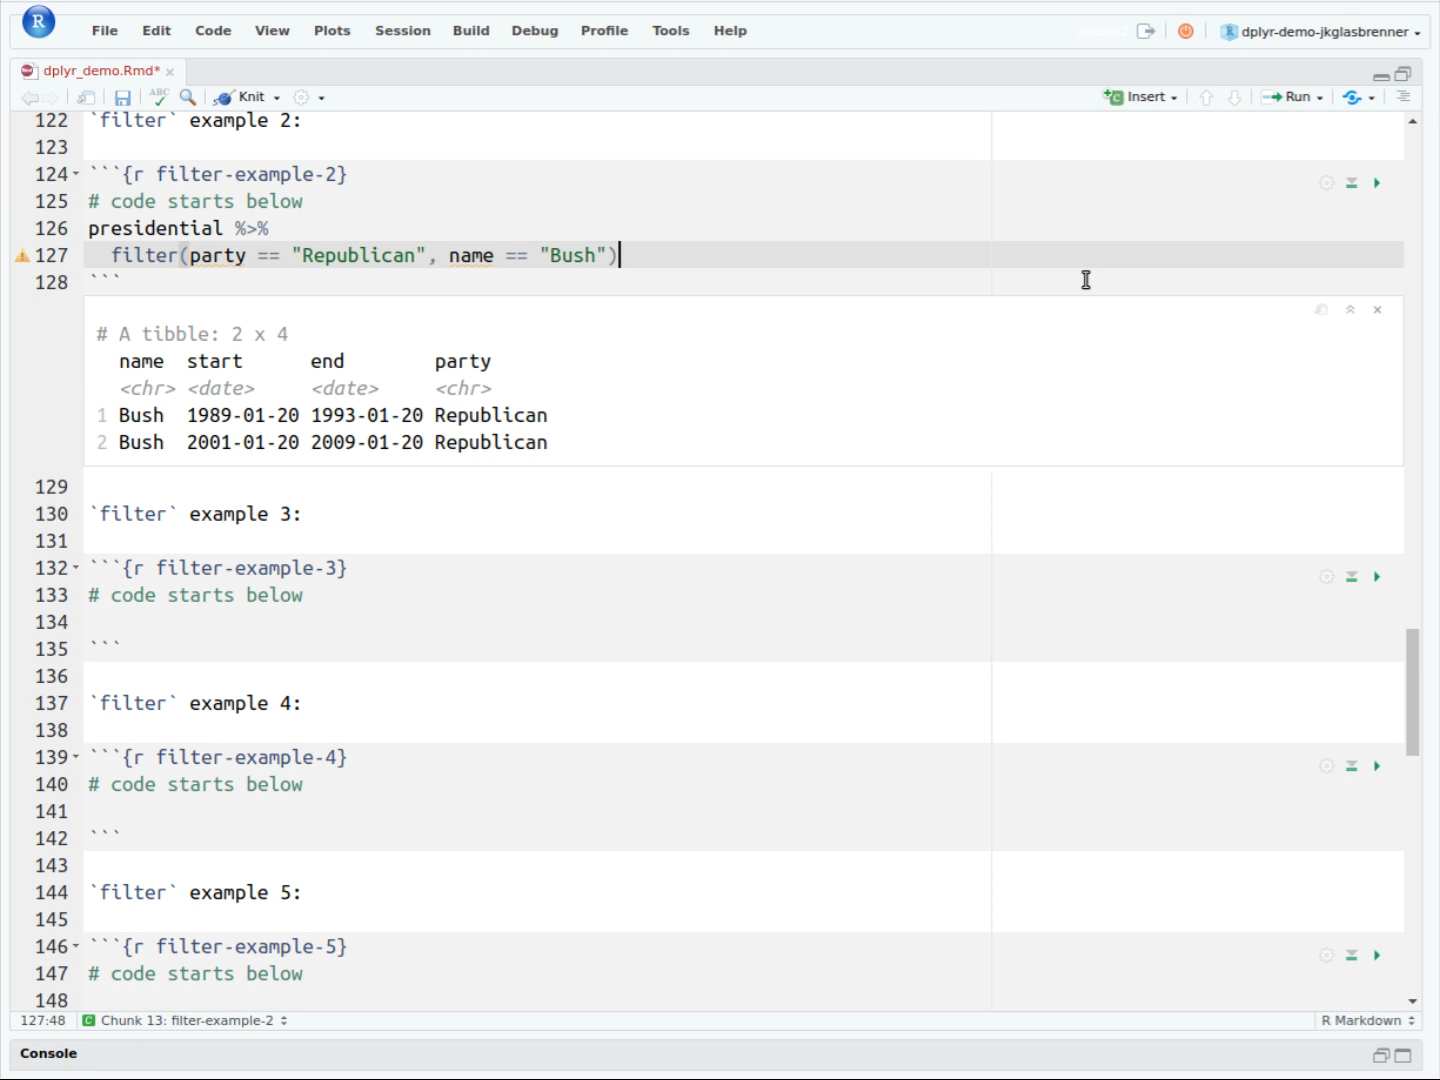 R
File Edit Code View Plots Session Build Debug Profile Tools Help
R dplyr-demo-jkglasbrenner
dplyr_demo.Rmd*
ABC Knit Insert Run
122 `filter` example 2:
123
124 ```{r filter-example-2}
125 # code starts below
126 presidential %>%
127 filter(party == "Republican", name == "Bush")
128 ```
# A tibble: 2 x 4
name start end party
<chr> <date> <date> <chr>
1 Bush 1989-01-20 1993-01-20 Republican
2 Bush 2001-01-20 2009-01-20 Republican
129
130 `filter` example 3:
131
132 ```{r filter-example-3}
133 # code starts below
134
135 ```
136
137 `filter` example 4:
138
139 ```{r filter-example-4}
140 # code starts below
141
142 ```
143
144 `filter` example 5:
145
146 ```{r filter-example-5}
147 # code starts below
148
127:48 C Chunk 13: filter-example-2 R Markdown
Console